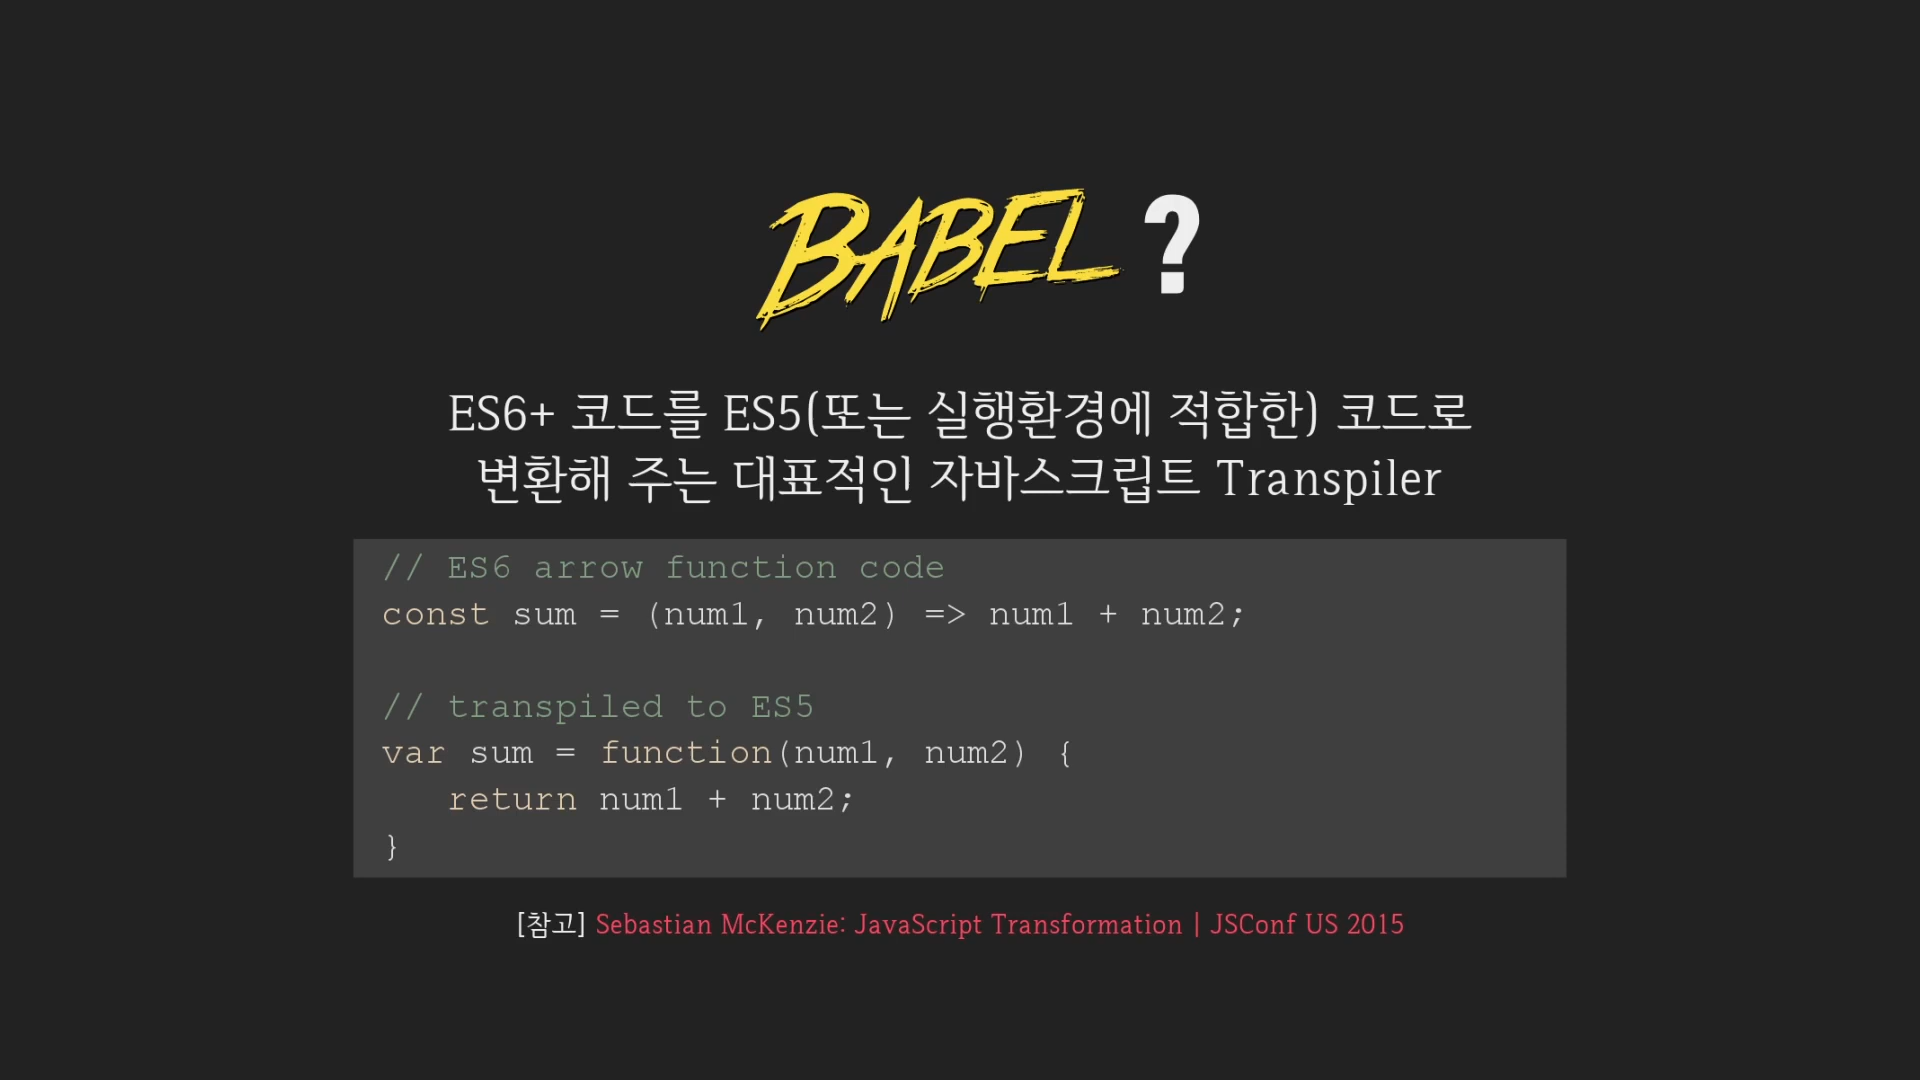 BABEL ?
ES6+ 코드를 ES5(또는 실행환경에 적합한) 코드로
변환해 주는 대표적인 자바스크립트 Transpiler
// ES6 arrow function code
const sum = (num1, num2) => num1 + num2;
// transpiled to ES5
var sum = function(num1, num2) {
   return num1 + num2;
}
[참고] Sebastian McKenzie: JavaScript Transformation | JSConf US 2015